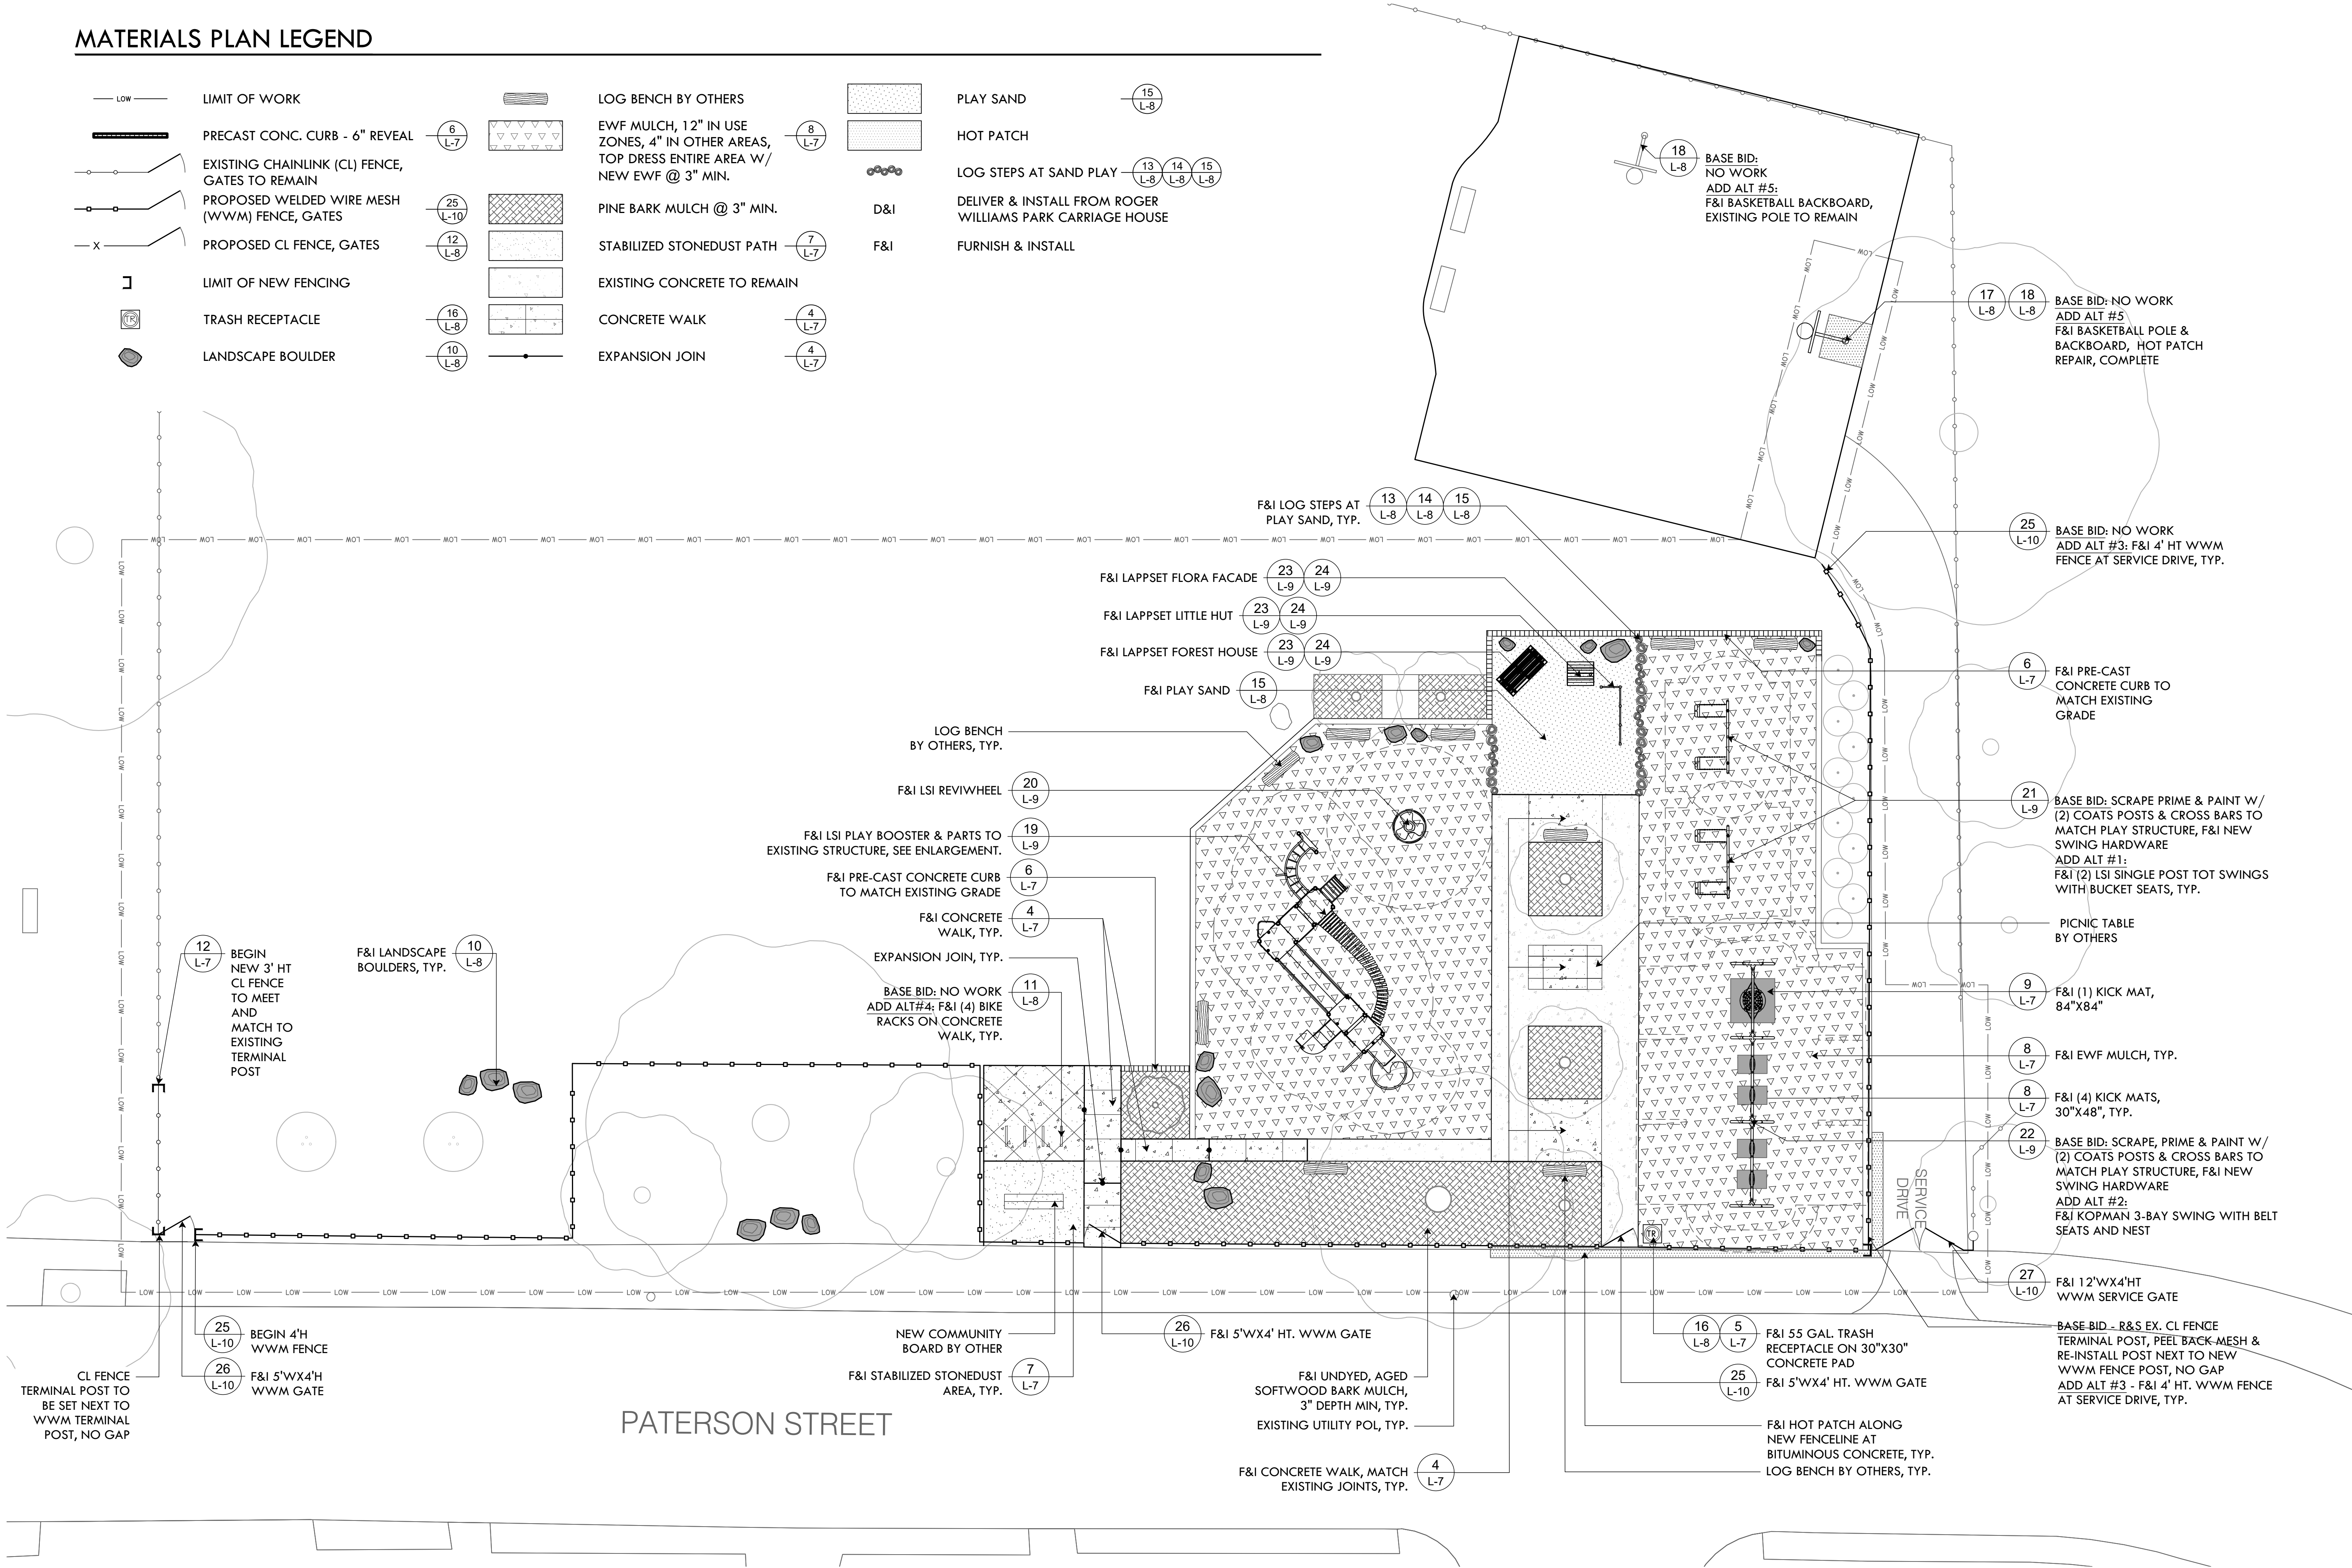 MATERIALS PLAN LEGEND
LOW
LIMIT OF WORK
PRECAST CONC. CURB - 6" REVEAL
6
L-7
EXISTING CHAINLINK (CL) FENCE,
GATES TO REMAIN
PROPOSED WELDED WIRE MESH
(WWM) FENCE, GATES
25
L-10
X
PROPOSED CL FENCE, GATES
12
L-8
LIMIT OF NEW FENCING
TR
TRASH RECEPTACLE
16
L-8
LANDSCAPE BOULDER
10
L-8
LOG BENCH BY OTHERS
EWF MULCH, 12" IN USE
ZONES, 4" IN OTHER AREAS,
TOP DRESS ENTIRE AREA W/
NEW EWF @ 3" MIN.
8
L-7
PINE BARK MULCH @ 3" MIN.
STABILIZED STONEDUST PATH
7
L-7
EXISTING CONCRETE TO REMAIN
CONCRETE WALK
4
L-7
EXPANSION JOIN
4
L-7
PLAY SAND
15
L-8
HOT PATCH
LOG STEPS AT SAND PLAY
13 14 15
L-8 L-8 L-8
D&I
DELIVER & INSTALL FROM ROGER
WILLIAMS PARK CARRIAGE HOUSE
F&I
FURNISH & INSTALL
18
L-8
BASE BID:
NO WORK
ADD ALT #5:
F&I BASKETBALL BACKBOARD,
EXISTING POLE TO REMAIN
17 18
L-8 L-8
BASE BID: NO WORK
ADD ALT #5
F&I BASKETBALL POLE &
BACKBOARD, HOT PATCH
REPAIR, COMPLETE
F&I LOG STEPS AT
PLAY SAND, TYP.
13 14 15
L-8 L-8 L-8
25
L-10
BASE BID: NO WORK
ADD ALT #3: F&I 4' HT WWM
FENCE AT SERVICE DRIVE, TYP.
F&I LAPPSET FLORA FACADE
23 24
L-9 L-9
F&I LAPPSET LITTLE HUT
23 24
L-9 L-9
F&I LAPPSET FOREST HOUSE
23 24
L-9 L-9
F&I PLAY SAND
15
L-8
6
L-7
F&I PRE-CAST
CONCRETE CURB TO
MATCH EXISTING
GRADE
LOG BENCH
BY OTHERS, TYP.
F&I LSI REVIWHEEL
20
L-9
F&I LSI PLAY BOOSTER & PARTS TO
EXISTING STRUCTURE, SEE ENLARGEMENT.
19
L-9
F&I PRE-CAST CONCRETE CURB
TO MATCH EXISTING GRADE
6
L-7
F&I CONCRETE
WALK, TYP.
4
L-7
EXPANSION JOIN, TYP.
BASE BID: NO WORK
ADD ALT#4: F&I (4) BIKE
RACKS ON CONCRETE
WALK, TYP.
11
L-8
21
L-9
BASE BID: SCRAPE PRIME & PAINT W/
(2) COATS POSTS & CROSS BARS TO
MATCH PLAY STRUCTURE, F&I NEW
SWING HARDWARE
ADD ALT #1:
F&I (2) LSI SINGLE POST TOT SWINGS
WITH BUCKET SEATS, TYP.
PICNIC TABLE
BY OTHERS
9
L-7
F&I (1) KICK MAT,
84"X84"
8
L-7
F&I EWF MULCH, TYP.
8
L-7
F&I (4) KICK MATS,
30"X48", TYP.
22
L-9
BASE BID: SCRAPE, PRIME & PAINT W/
(2) COATS POSTS & CROSS BARS TO
MATCH PLAY STRUCTURE, F&I NEW
SWING HARDWARE
ADD ALT #2:
F&I KOPMAN 3-BAY SWING WITH BELT
SEATS AND NEST
12
L-7
BEGIN
NEW 3' HT
CL FENCE
TO MEET
AND
MATCH TO
EXISTING
TERMINAL
POST
F&I LANDSCAPE
BOULDERS, TYP.
10
L-8
SERVICE
DRIVE
TR
27
L-10
F&I 12'WX4'HT
WWM SERVICE GATE
25
L-10
BEGIN 4'H
WWM FENCE
26
L-10
F&I 5'WX4'H
WWM GATE
CL FENCE
TERMINAL POST TO
BE SET NEXT TO
WWM TERMINAL
POST, NO GAP
NEW COMMUNITY
BOARD BY OTHER
F&I STABILIZED STONEDUST
AREA, TYP.
7
L-7
26
L-10
F&I 5'WX4' HT. WWM GATE
F&I UNDYED, AGED
SOFTWOOD BARK MULCH,
3" DEPTH MIN, TYP.
EXISTING UTILITY POL, TYP.
F&I CONCRETE WALK, MATCH
EXISTING JOINTS, TYP.
4
L-7
16 5
L-8 L-7
F&I 55 GAL. TRASH
RECEPTACLE ON 30"X30"
CONCRETE PAD
25
L-10
F&I 5'WX4' HT. WWM GATE
F&I HOT PATCH ALONG
NEW FENCELINE AT
BITUMINOUS CONCRETE, TYP.
LOG BENCH BY OTHERS, TYP.
BASE BID - R&S EX. CL FENCE
TERMINAL POST, PEEL BACK MESH &
RE-INSTALL POST NEXT TO NEW
WWM FENCE POST, NO GAP
ADD ALT #3 - F&I 4' HT. WWM FENCE
AT SERVICE DRIVE, TYP.
PATERSON STREET